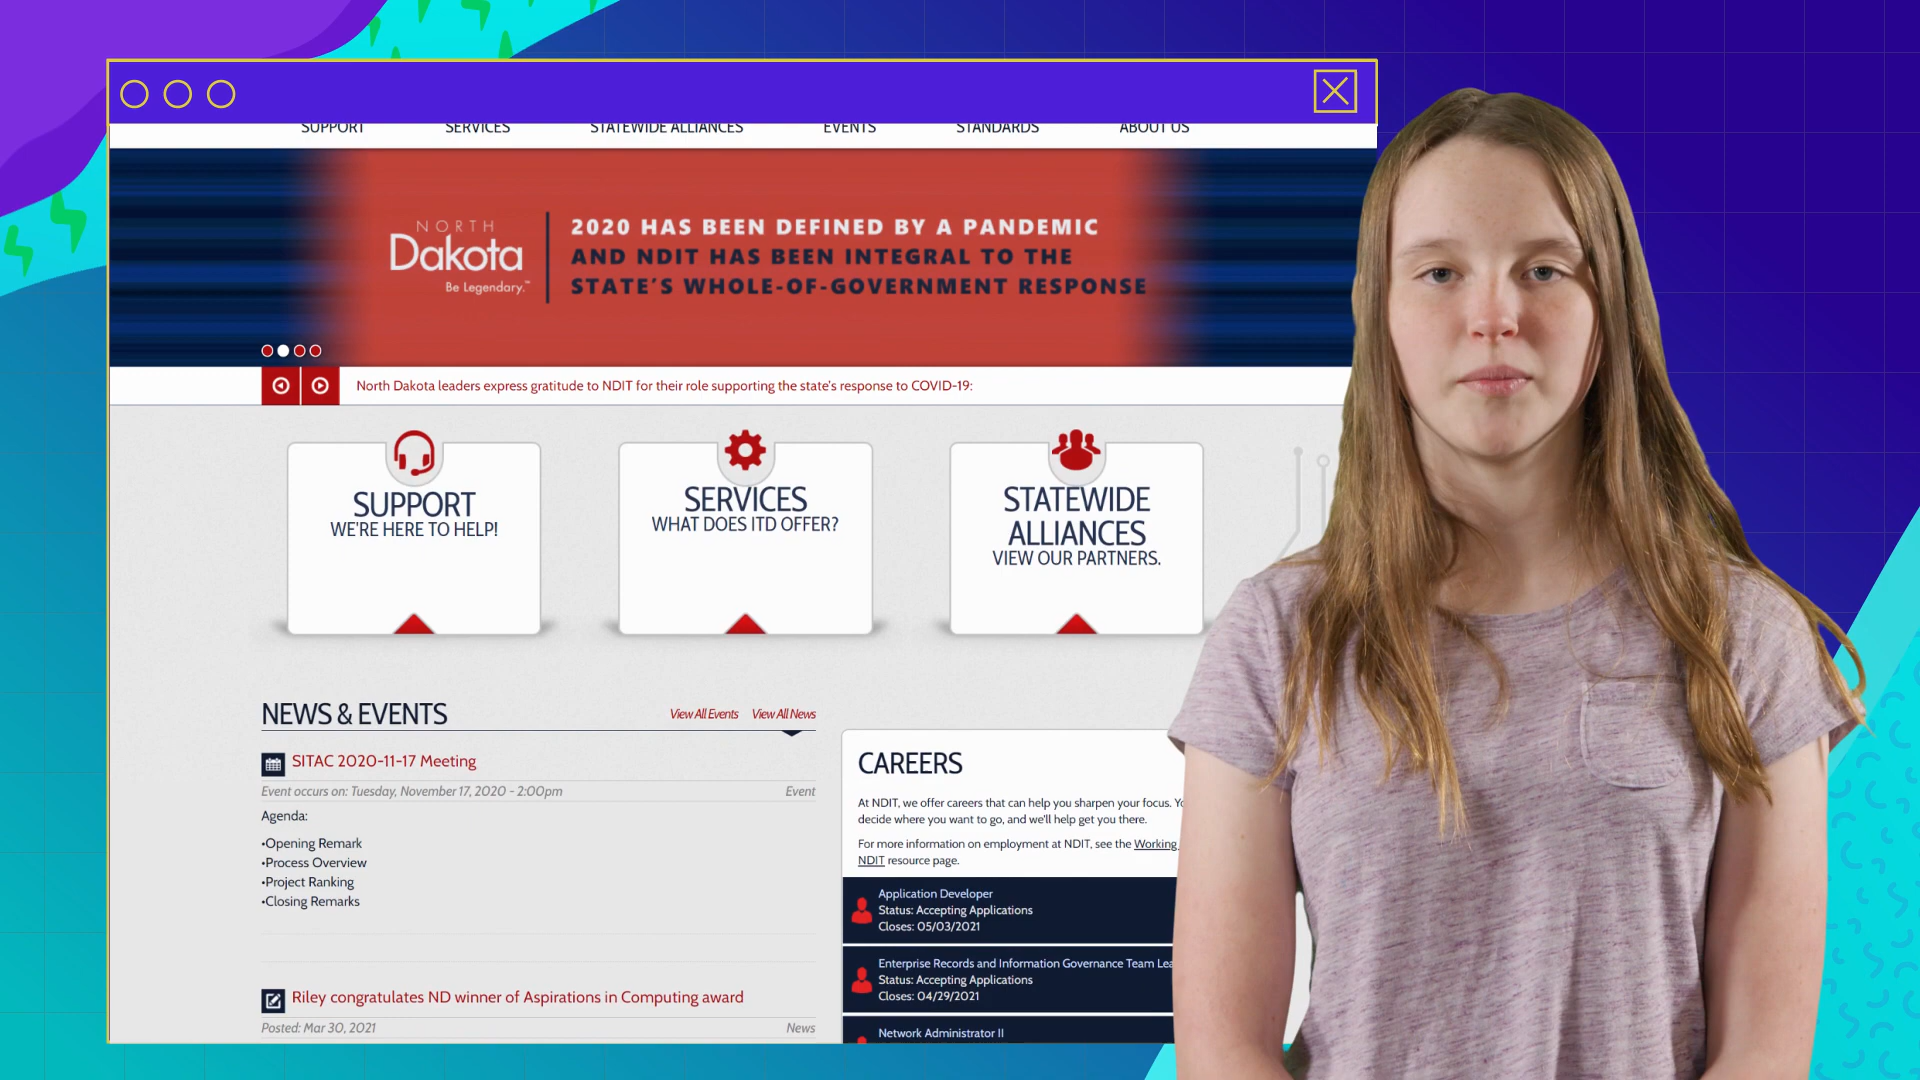 SUPPORT SERVICES STATEWIDE ALLIANCES EVENTS STANDARDS ABOUT US
NORTH
Dakota
Be Legendary.™
2020 HAS BEEN DEFINED BY A PANDEMIC
AND NDIT HAS BEEN INTEGRAL TO THE
STATE'S WHOLE-OF-GOVERNMENT RESPONSE
North Dakota leaders express gratitude to NDIT for their role supporting the state's response to COVID-19:
SUPPORT
WE'RE HERE TO HELP!
SERVICES
WHAT DOES ITD OFFER?
STATEWIDE
ALLIANCES
VIEW OUR PARTNERS.
NEWS & EVENTS
View All Events View All News
SITAC 2020-11-17 Meeting
Event occurs on: Tuesday, November 17, 2020 - 2:00pm Event
Agenda:
•Opening Remark
•Process Overview
•Project Ranking
•Closing Remarks
Riley congratulates ND winner of Aspirations in Computing award
Posted: Mar 30, 2021 News
CAREERS
At NDIT, we offer careers that can help you sharpen your focus.
decide where you want to go, and we'll help get you there.
For more information on employment at NDIT, see the Working
NDIT resource page.
Application Developer
Status: Accepting Applications
Closes: 05/03/2021
Enterprise Records and Information Governance Team
Status: Accepting Applications
Closes: 04/29/2021
Network Administrator II